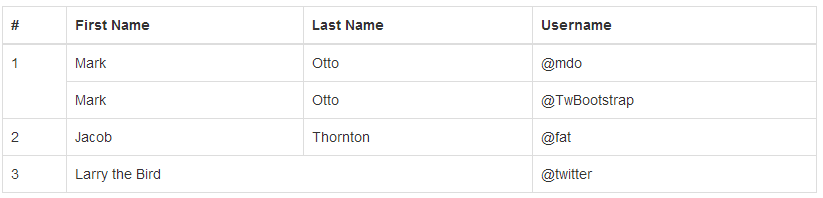 # First Name Last Name Username
1 Mark Otto @mdo
Mark Otto @TwBootstrap
2 Jacob Thornton @fat
3 Larry the Bird @twitter